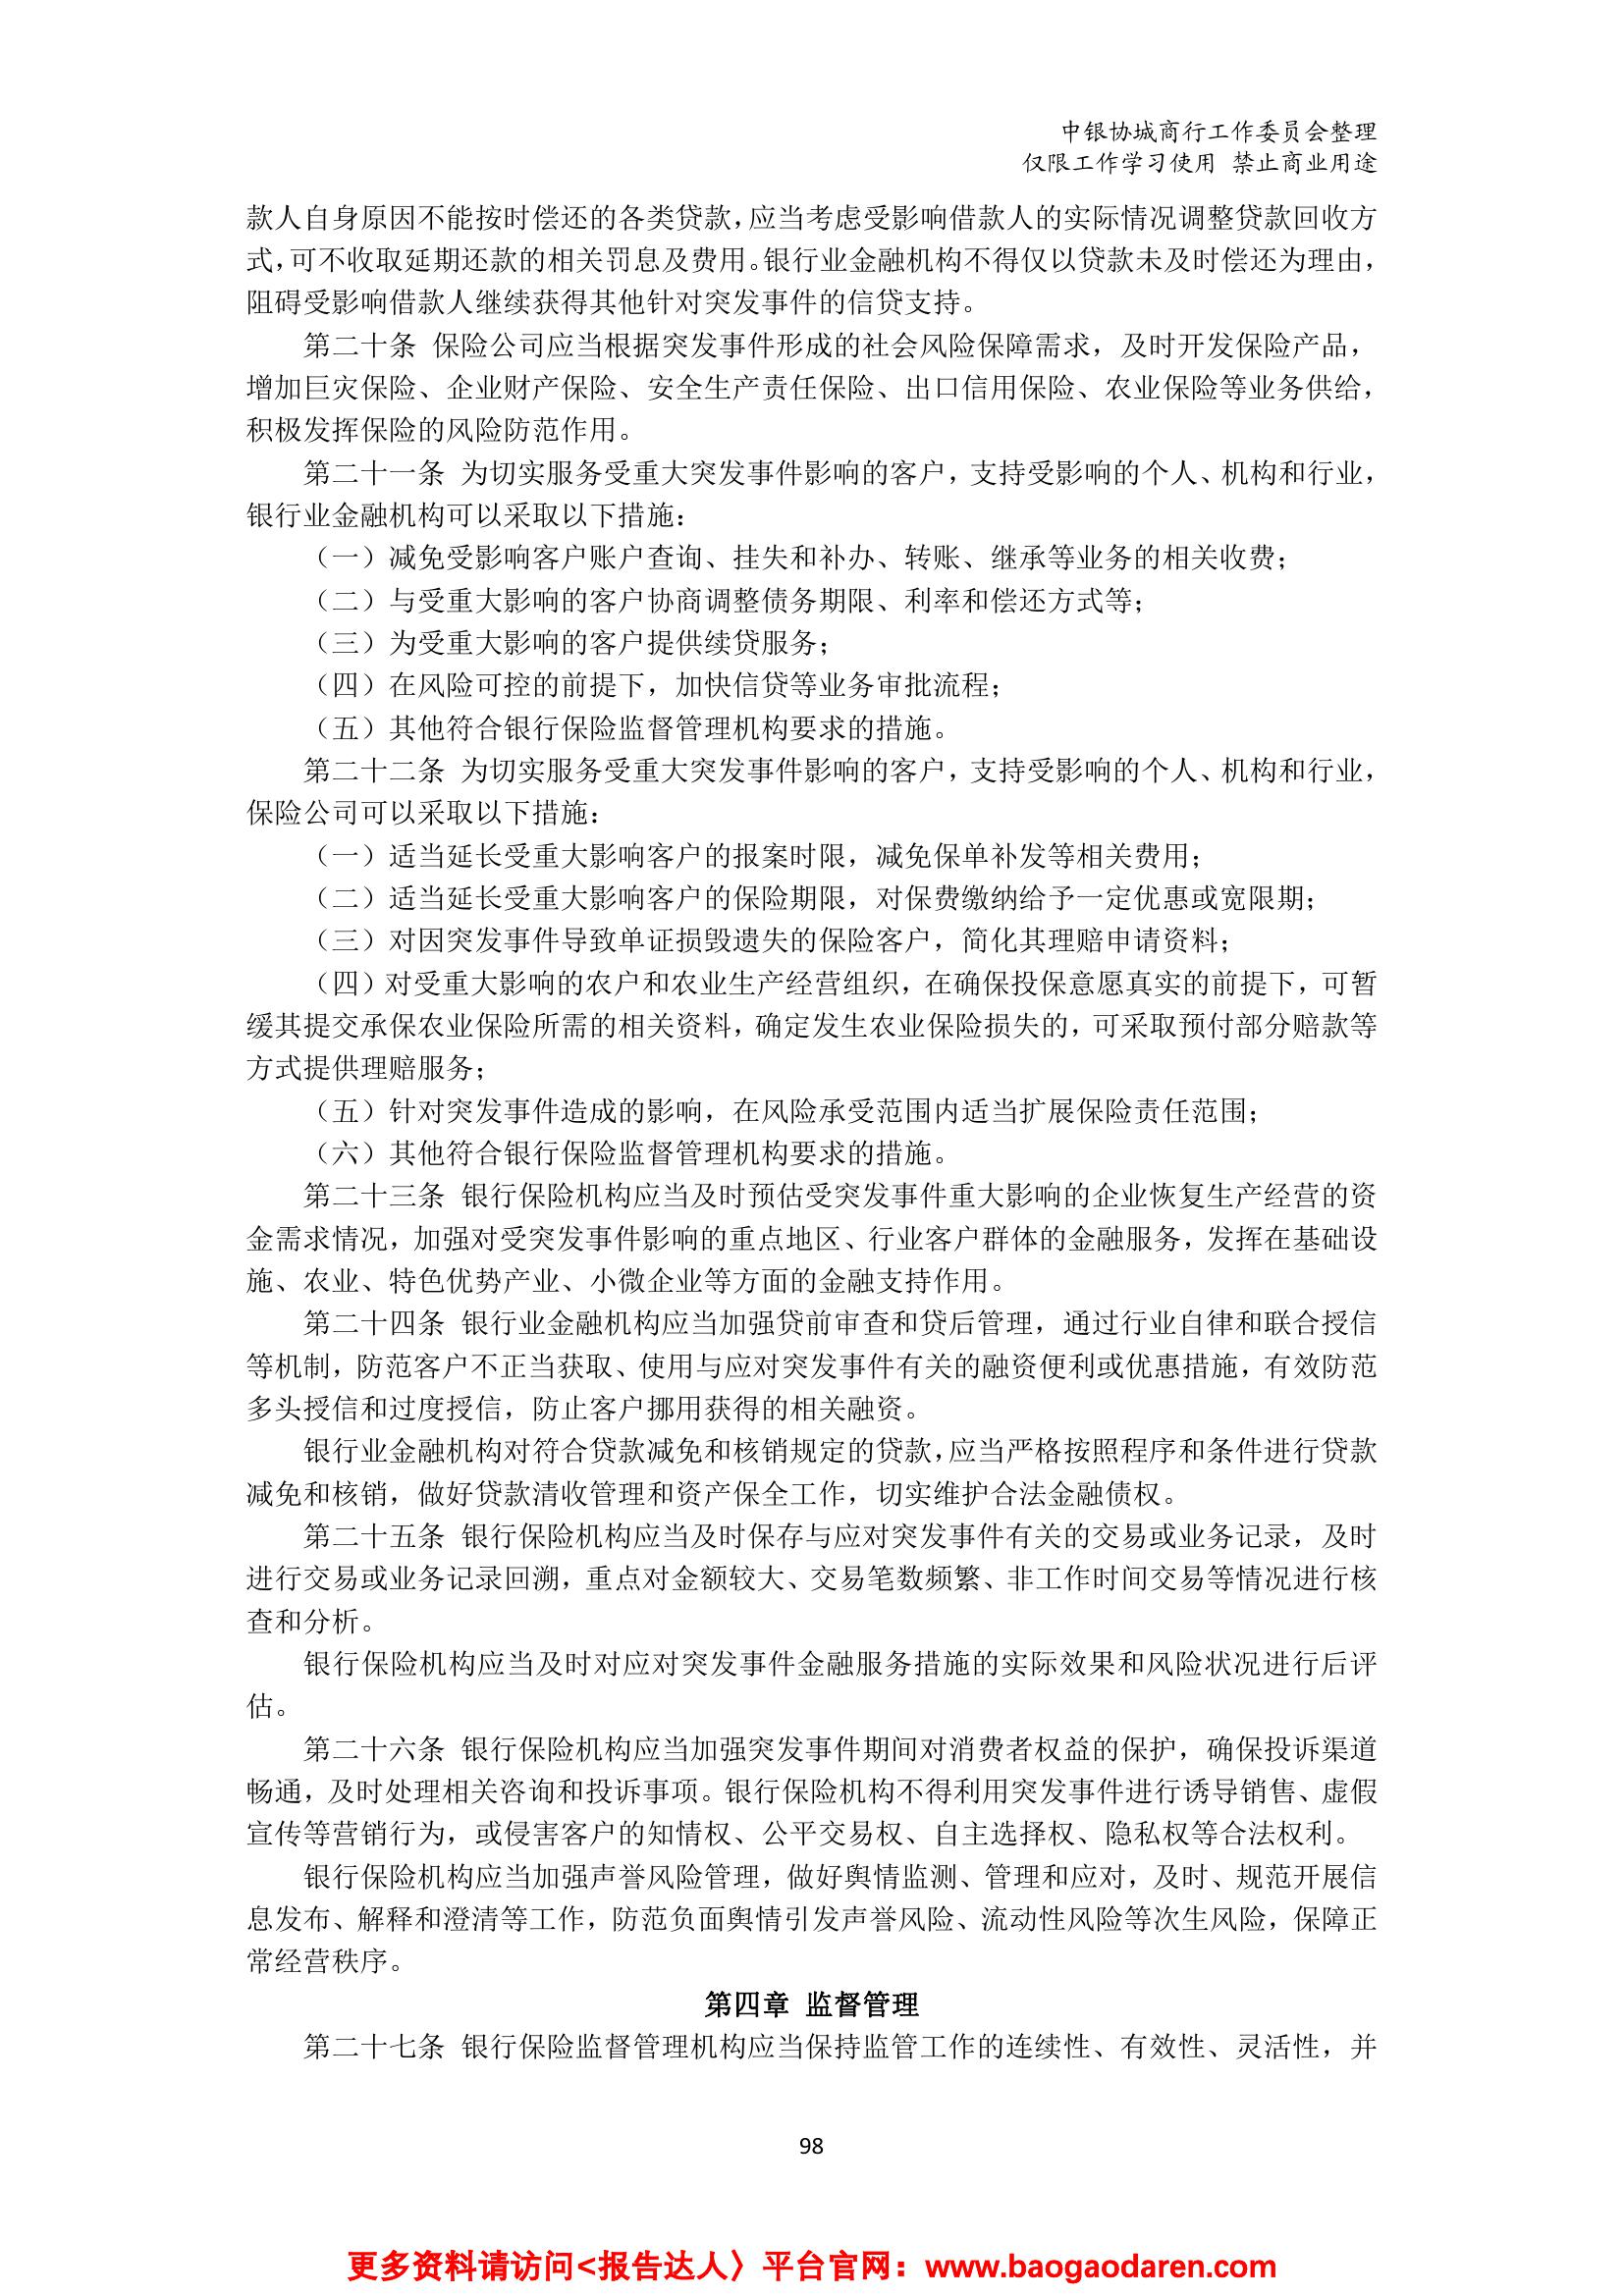 中银协城商行工作委员会整理
仅限工作学习使用 禁止商业用途
款人自身原因不能按时偿还的各类贷款，应当考虑受影响借款人的实际情况调整贷款回收方
式，可不收取延期还款的相关罚息及费用。银行业金融机构不得仅以贷款未及时偿还为理由，
阻碍受影响借款人继续获得其他针对突发事件的信贷支持。
第二十条 保险公司应当根据突发事件形成的社会风险保障需求，及时开发保险产品，
增加巨灾保险、企业财产保险、安全生产责任保险、出口信用保险、农业保险等业务供给，
积极发挥保险的风险防范作用。
第二十一条 为切实服务受重大突发事件影响的客户，支持受影响的个人、机构和行业，
银行业金融机构可以采取以下措施：
（一）减免受影响客户账户查询、挂失和补办、转账、继承等业务的相关收费；
（二）与受重大影响的客户协商调整债务期限、利率和偿还方式等；
（三）为受重大影响的客户提供续贷服务；
（四）在风险可控的前提下，加快信贷等业务审批流程；
（五）其他符合银行保险监督管理机构要求的措施。
第二十二条 为切实服务受重大突发事件影响的客户，支持受影响的个人、机构和行业，
保险公司可以采取以下措施：
（一）适当延长受重大影响客户的报案时限，减免保单补发等相关费用；
（二）适当延长受重大影响客户的保险期限，对保费缴纳给予一定优惠或宽限期；
（三）对因突发事件导致单证损毁遗失的保险客户，简化其理赔申请资料；
（四）对受重大影响的农户和农业生产经营组织，在确保投保意愿真实的前提下，可暂
缓其提交承保农业保险所需的相关资料，确定发生农业保险损失的，可采取预付部分赔款等
方式提供理赔服务；
（五）针对突发事件造成的影响，在风险承受范围内适当扩展保险责任范围；
（六）其他符合银行保险监督管理机构要求的措施。
第二十三条 银行保险机构应当及时预估受突发事件重大影响的企业恢复生产经营的资
金需求情况，加强对受突发事件影响的重点地区、行业客户群体的金融服务，发挥在基础设
施、农业、特色优势产业、小微企业等方面的金融支持作用。
第二十四条 银行业金融机构应当加强贷前审查和贷后管理，通过行业自律和联合授信
等机制，防范客户不正当获取、使用与应对突发事件有关的融资便利或优惠措施，有效防范
多头授信和过度授信，防止客户挪用获得的相关融资。
银行业金融机构对符合贷款减免和核销规定的贷款，应当严格按照程序和条件进行贷款
减免和核销，做好贷款清收管理和资产保全工作，切实维护合法金融债权。
第二十五条 银行保险机构应当及时保存与应对突发事件有关的交易或业务记录，及时
进行交易或业务记录回溯，重点对金额较大、交易笔数频繁、非工作时间交易等情况进行核
查和分析。
银行保险机构应当及时对应对突发事件金融服务措施的实际效果和风险状况进行后评
估。
第二十六条 银行保险机构应当加强突发事件期间对消费者权益的保护，确保投诉渠道
畅通，及时处理相关咨询和投诉事项。银行保险机构不得利用突发事件进行诱导销售、虚假
宣传等营销行为，或侵害客户的知情权、公平交易权、自主选择权、隐私权等合法权利。
银行保险机构应当加强声誉风险管理，做好舆情监测、管理和应对，及时、规范开展信
息发布、解释和澄清等工作，防范负面舆情引发声誉风险、流动性风险等次生风险，保障正
常经营秩序。
第四章 监督管理
第二十七条 银行保险监督管理机构应当保持监管工作的连续性、有效性、灵活性，并
98
更多资料请访问<报告达人〉平台官网：www.baogaodaren.com